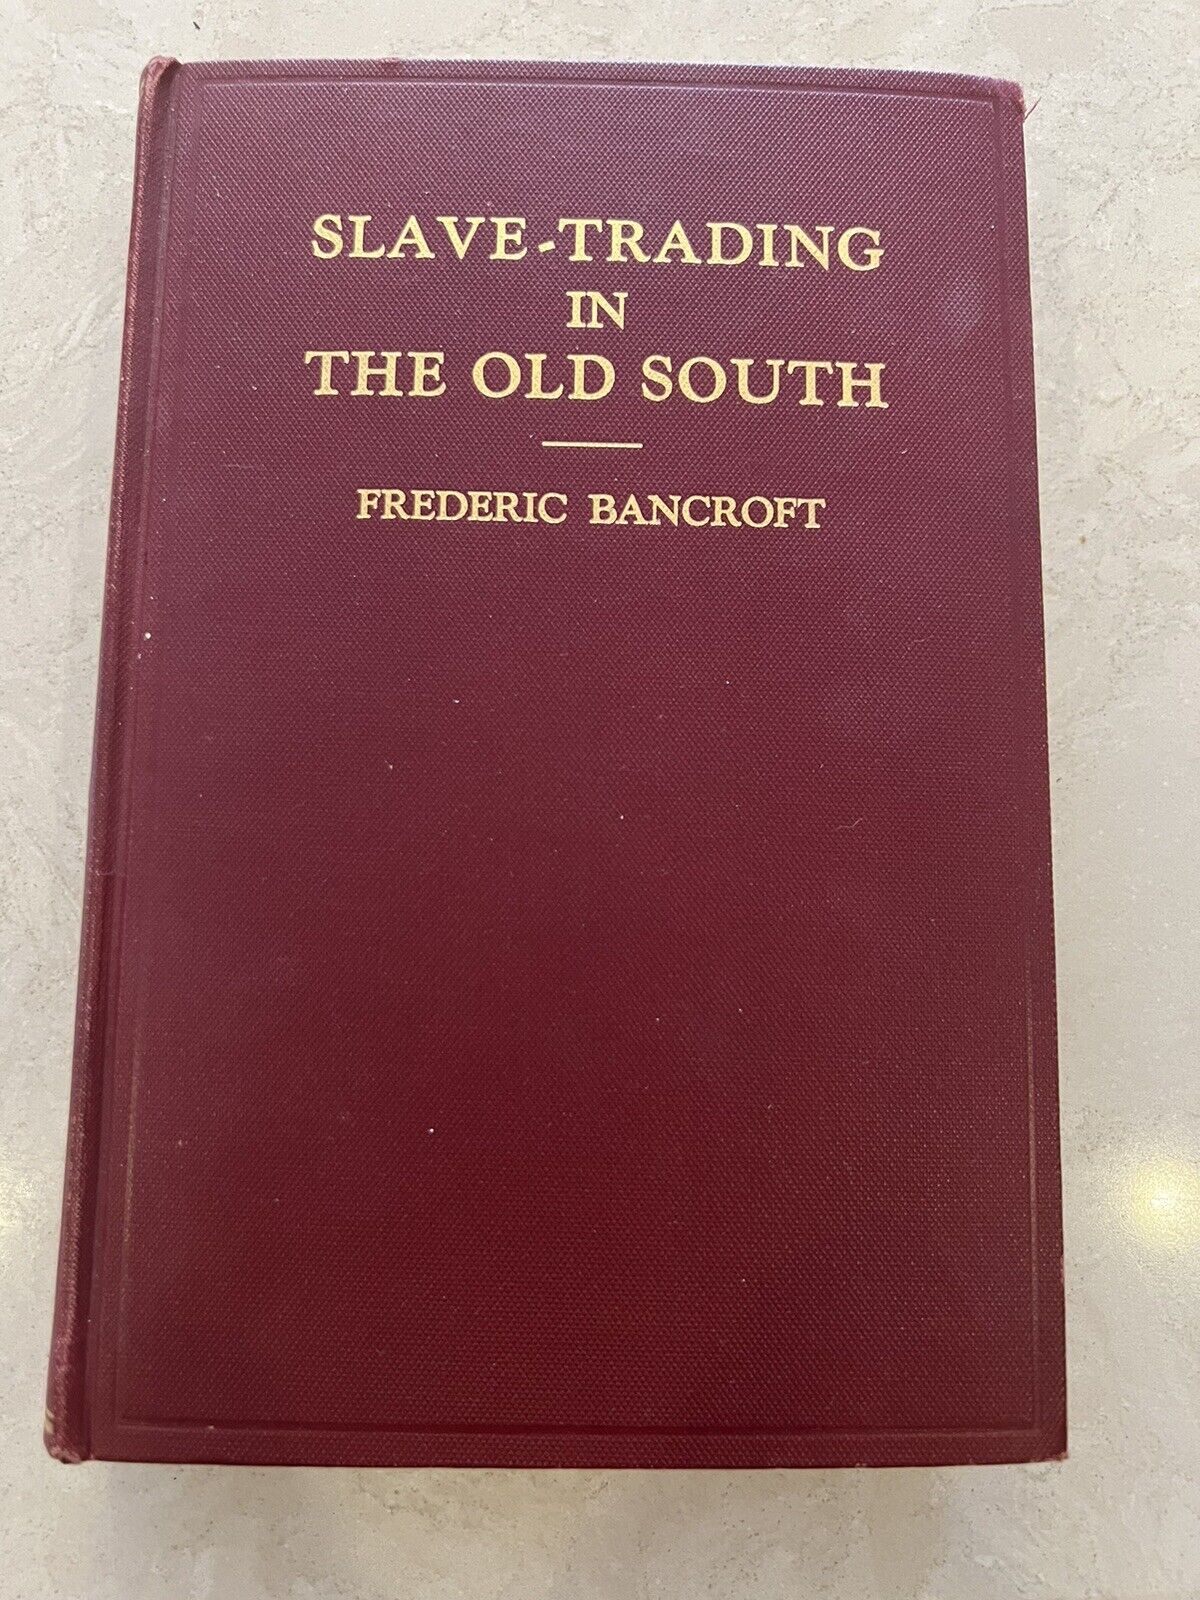 SLAVE-TRADING
IN
THE OLD SOUTH
FREDERIC BANCROFT